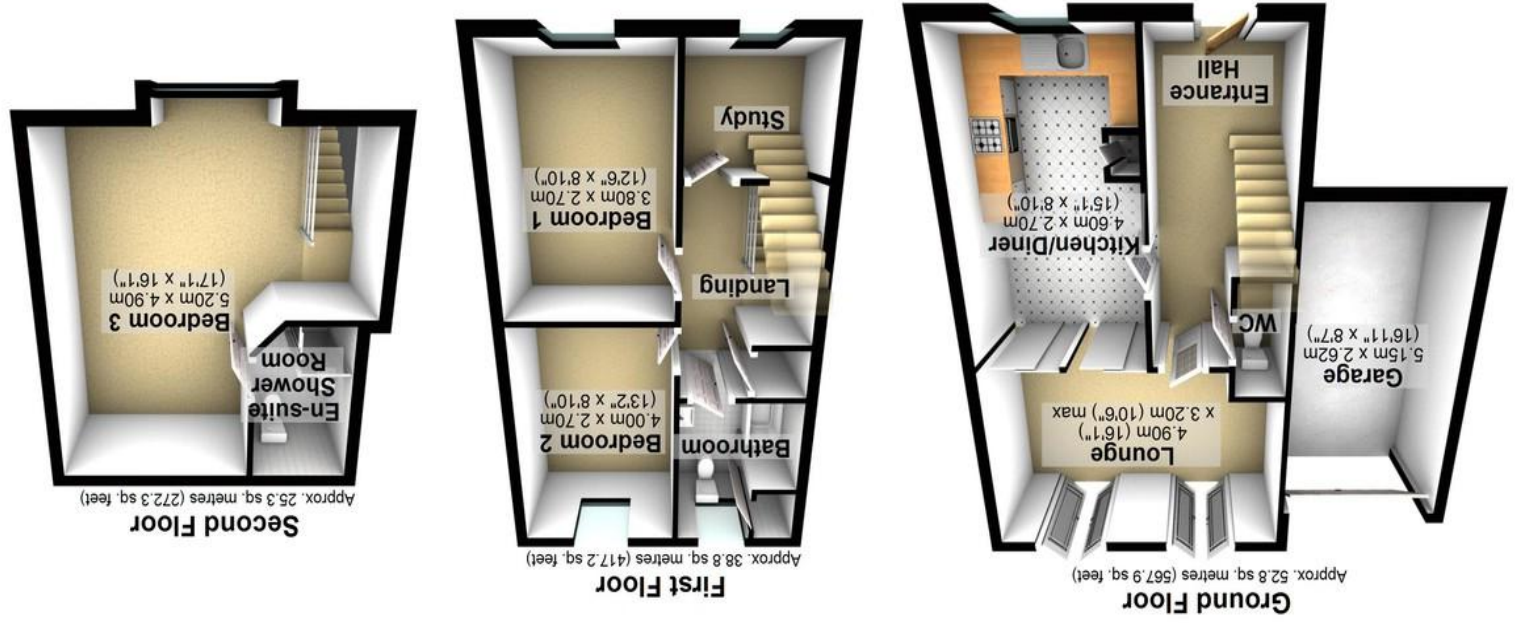 Ground Floor
Approx. 52.8 sq. metres (567.9 sq. feet)
Lounge
4.90m (16'1")
x 3.20m (10'6") max
Garage
5.15m x 2.62m
(16'11" x 8'7")
WC
Kitchen/Diner
4.60m x 2.70m
(15'1" x 8'10")
Entrance
Hall
First Floor
Approx. 38.8 sq. metres (417.2 sq. feet)
Bathroom
Bedroom 2
4.00m x 2.70m
(13'2" x 8'10")
Landing
Bedroom 1
3.80m x 2.70m
(12'6" x 8'10")
Study
Second Floor
Approx. 25.3 sq. metres (272.3 sq. feet)
En-suite
Shower
Room
Bedroom 3
5.20m x 4.90m
(17'1" x 16'1")